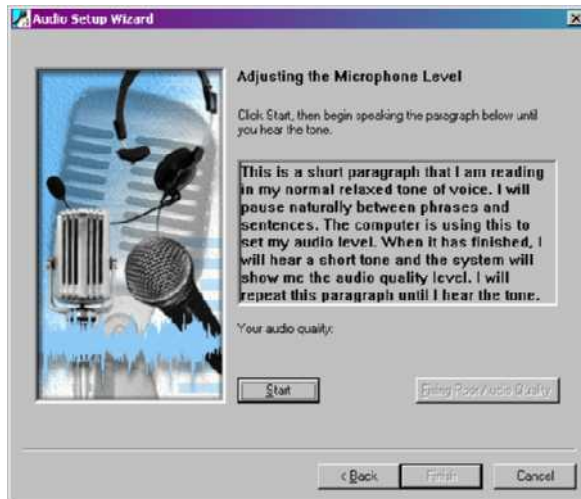 Audio Setup Wizard
Adjusting the Microphone Level
Click Start, then begin speaking the paragraph below until
you hear the tone.
This is a short paragraph that I am reading
in my normal relaxed tone of voice. I will
pause naturally between phrases and
sentences. The computer is using this to
set my audio level. When it has finished, I
will hear a short tone and the system will
show me the audio quality level. I will
repeat this paragraph until I hear the tone.
Your audio quality:
Start
Fixing Poor Audio Quality
< Back
Finish
Cancel